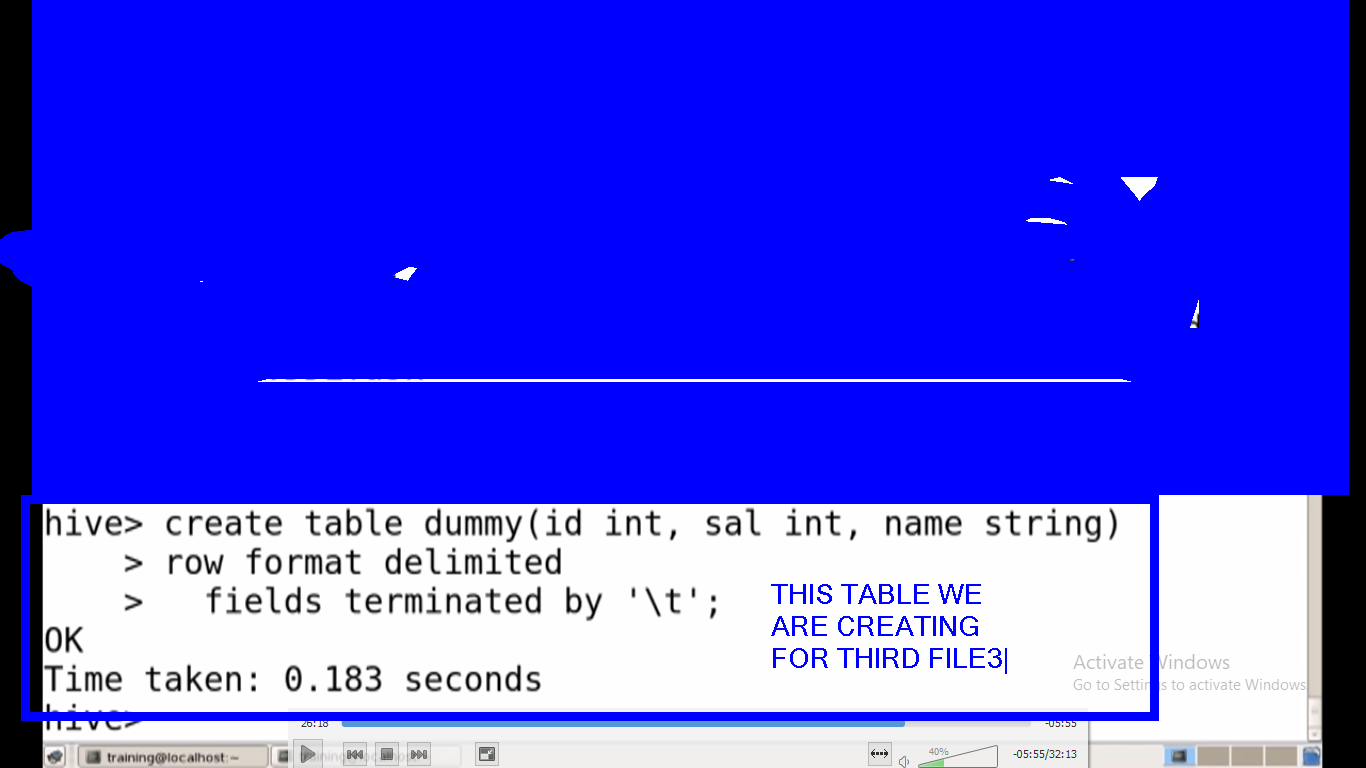 hive> create table dummy(id int, sal int, name string)
> row format delimited
> fields terminated by '\t';
OK
Time taken: 0.183 seconds
hive>
THIS TABLE WE
ARE CREATING
FOR THIRD FILE3
Activate Windows
Go to Settings to activate Windows
26:18
-05:55
training@localhost:~
40%
-05:55/32:13